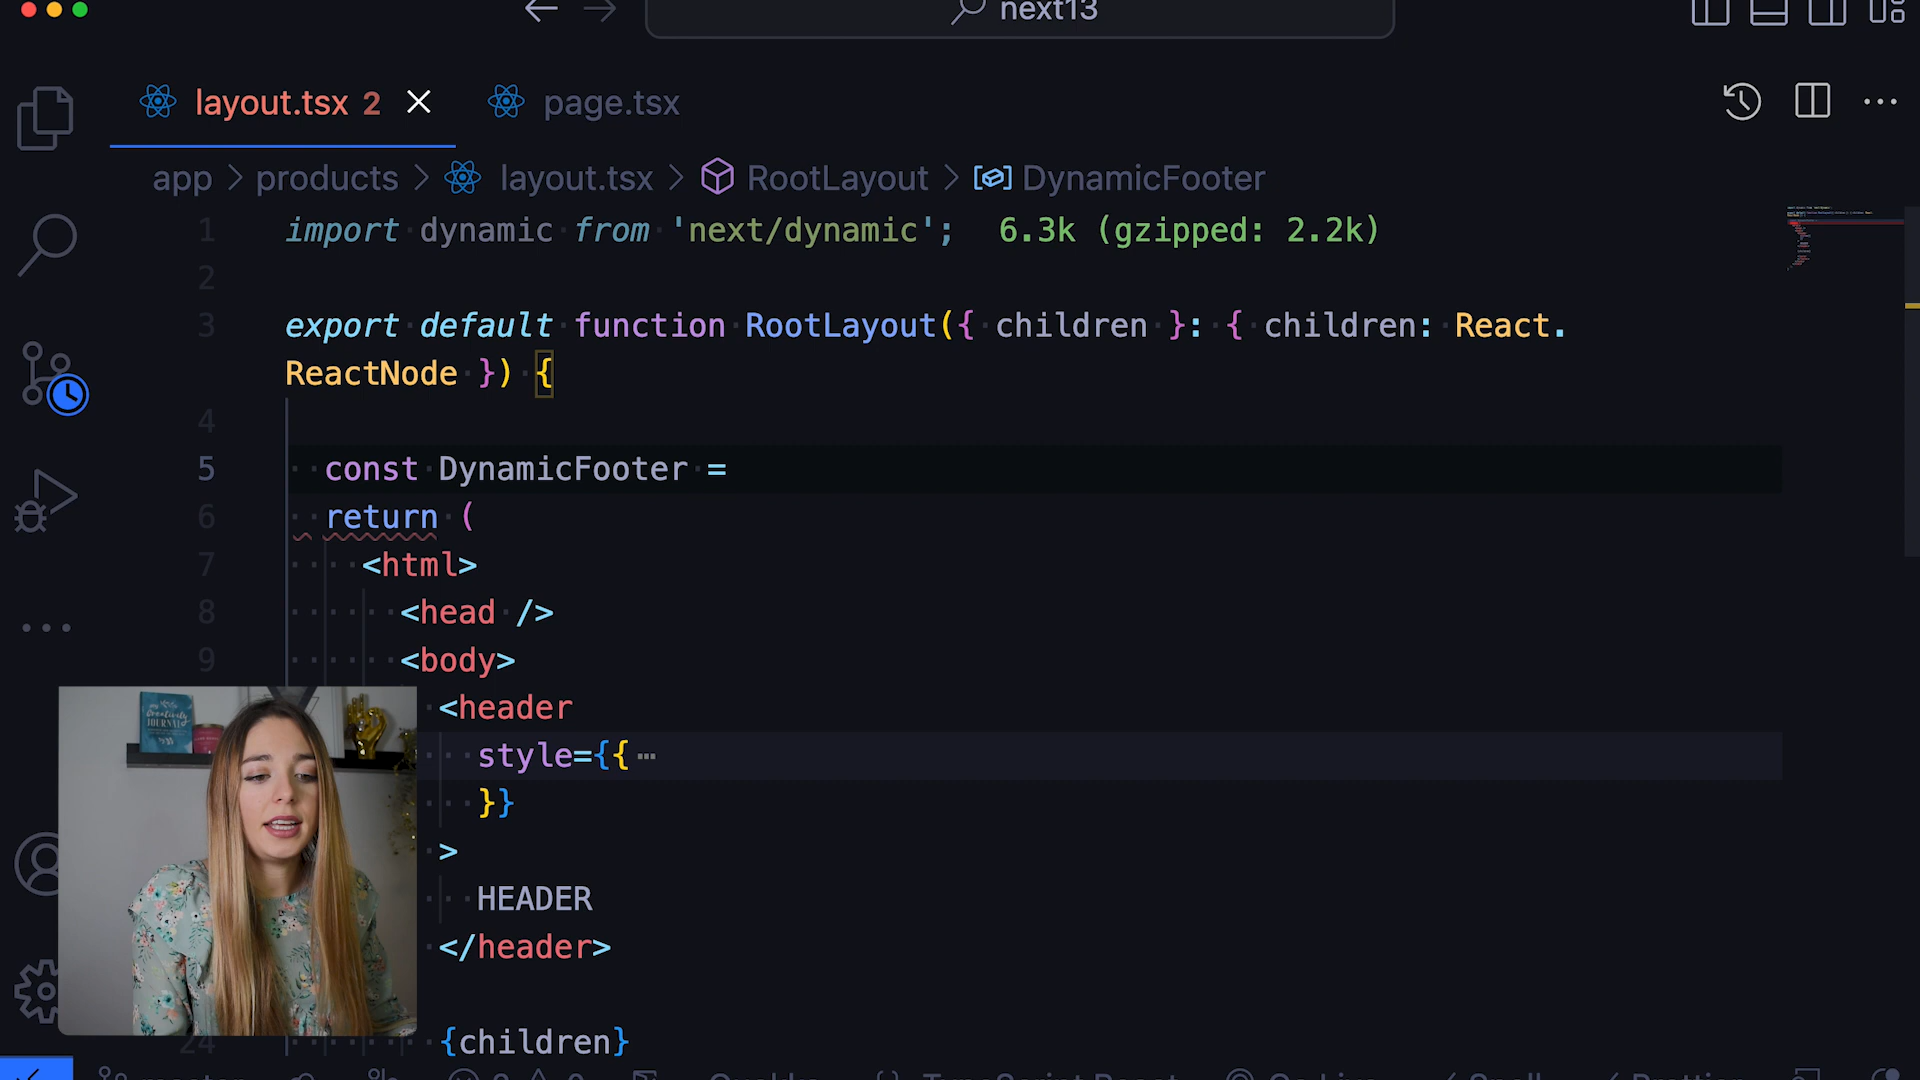 next13
layout.tsx 2
page.tsx
app > products > layout.tsx > RootLayout > DynamicFooter
1 import dynamic from 'next/dynamic'; 6.3k (gzipped: 2.2k)
2
3 export default function RootLayout({ children }: { children: React.
ReactNode }) {
4
5 const DynamicFooter =
6 return (
7 <html>
8 <head />
9 <body>
<header
style={{
}}
>
HEADER
</header>
24 {children}